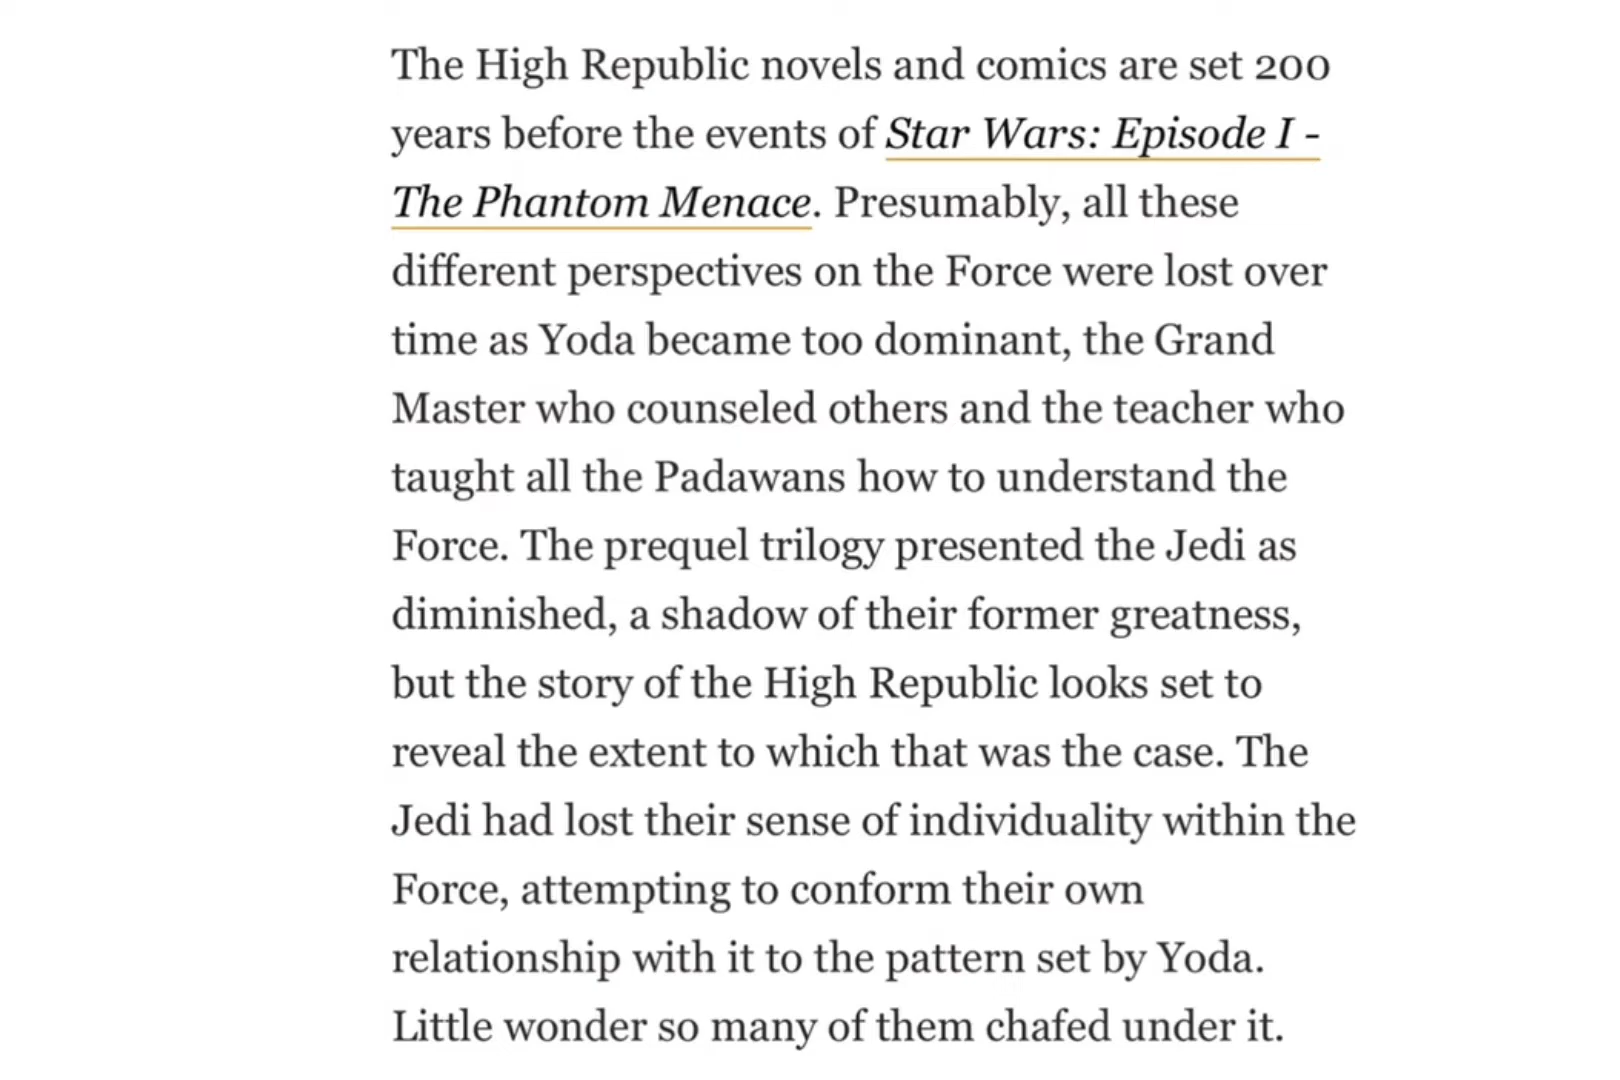 The High Republic novels and comics are set 200
years before the events of Star Wars: Episode I -
The Phantom Menace. Presumably, all these
different perspectives on the Force were lost over
time as Yoda became too dominant, the Grand
Master who counseled others and the teacher who
taught all the Padawans how to understand the
Force. The prequel trilogy presented the Jedi as
diminished, a shadow of their former greatness,
but the story of the High Republic looks set to
reveal the extent to which that was the case. The
Jedi had lost their sense of individuality within the
Force, attempting to conform their own
relationship with it to the pattern set by Yoda.
Little wonder so many of them chafed under it.